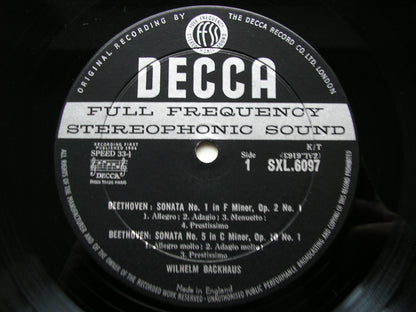 ORIGINAL RECORDING BY THE DECCA RECORD CO. LTD. LONDON
FULL FREQUENCY
FFSS
STEREOPHONIC SOUND
DECCA
FULL FREQUENCY
STEREOPHONIC SOUND
RECORDING FIRST
PUBLISHED 1964
K/T
SPEED 33⅓
Side
1
SXL.6097
DECCA
BEETHOVEN: SONATA No. 1 in F Minor, Op. 2 No. 1
1. Allegro; 2. Adagio; 3. Menuetto;
4. Prestissimo
BEETHOVEN: SONATA No. 5 in C Minor, Op. 10 No. 1
1. Allegro molto; 2. Adagio molto;
3. Prestissimo
WILHELM BACKHAUS
Made in England
ALL RIGHTS OF THE MANUFACTURER AND OF THE OWNER OF THE RECORDED WORK RESERVED · UNAUTHORISED PUBLIC PERFORMANCE, BROADCASTING AND COPYING OF THIS RECORD PROHIBITED